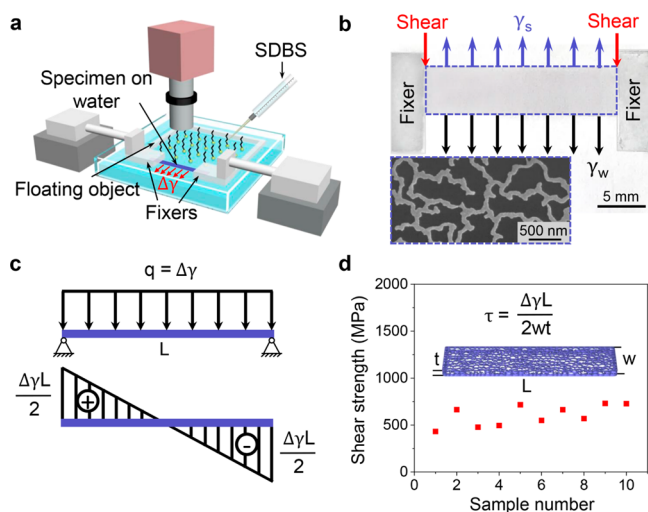 a
SDBS
Specimen on
water
Floating object
Δγ
Fixers
b
Shear
γs
Shear
Fixer
Fixer
γw
500 nm
5 mm
c
q = Δγ
L
ΔγL
2
+
-
ΔγL
2
d
Shear strength (MPa)
2000
1500
1000
500
0
τ = ΔγL
2wt
t
w
L
0 2 4 6 8 10
Sample number